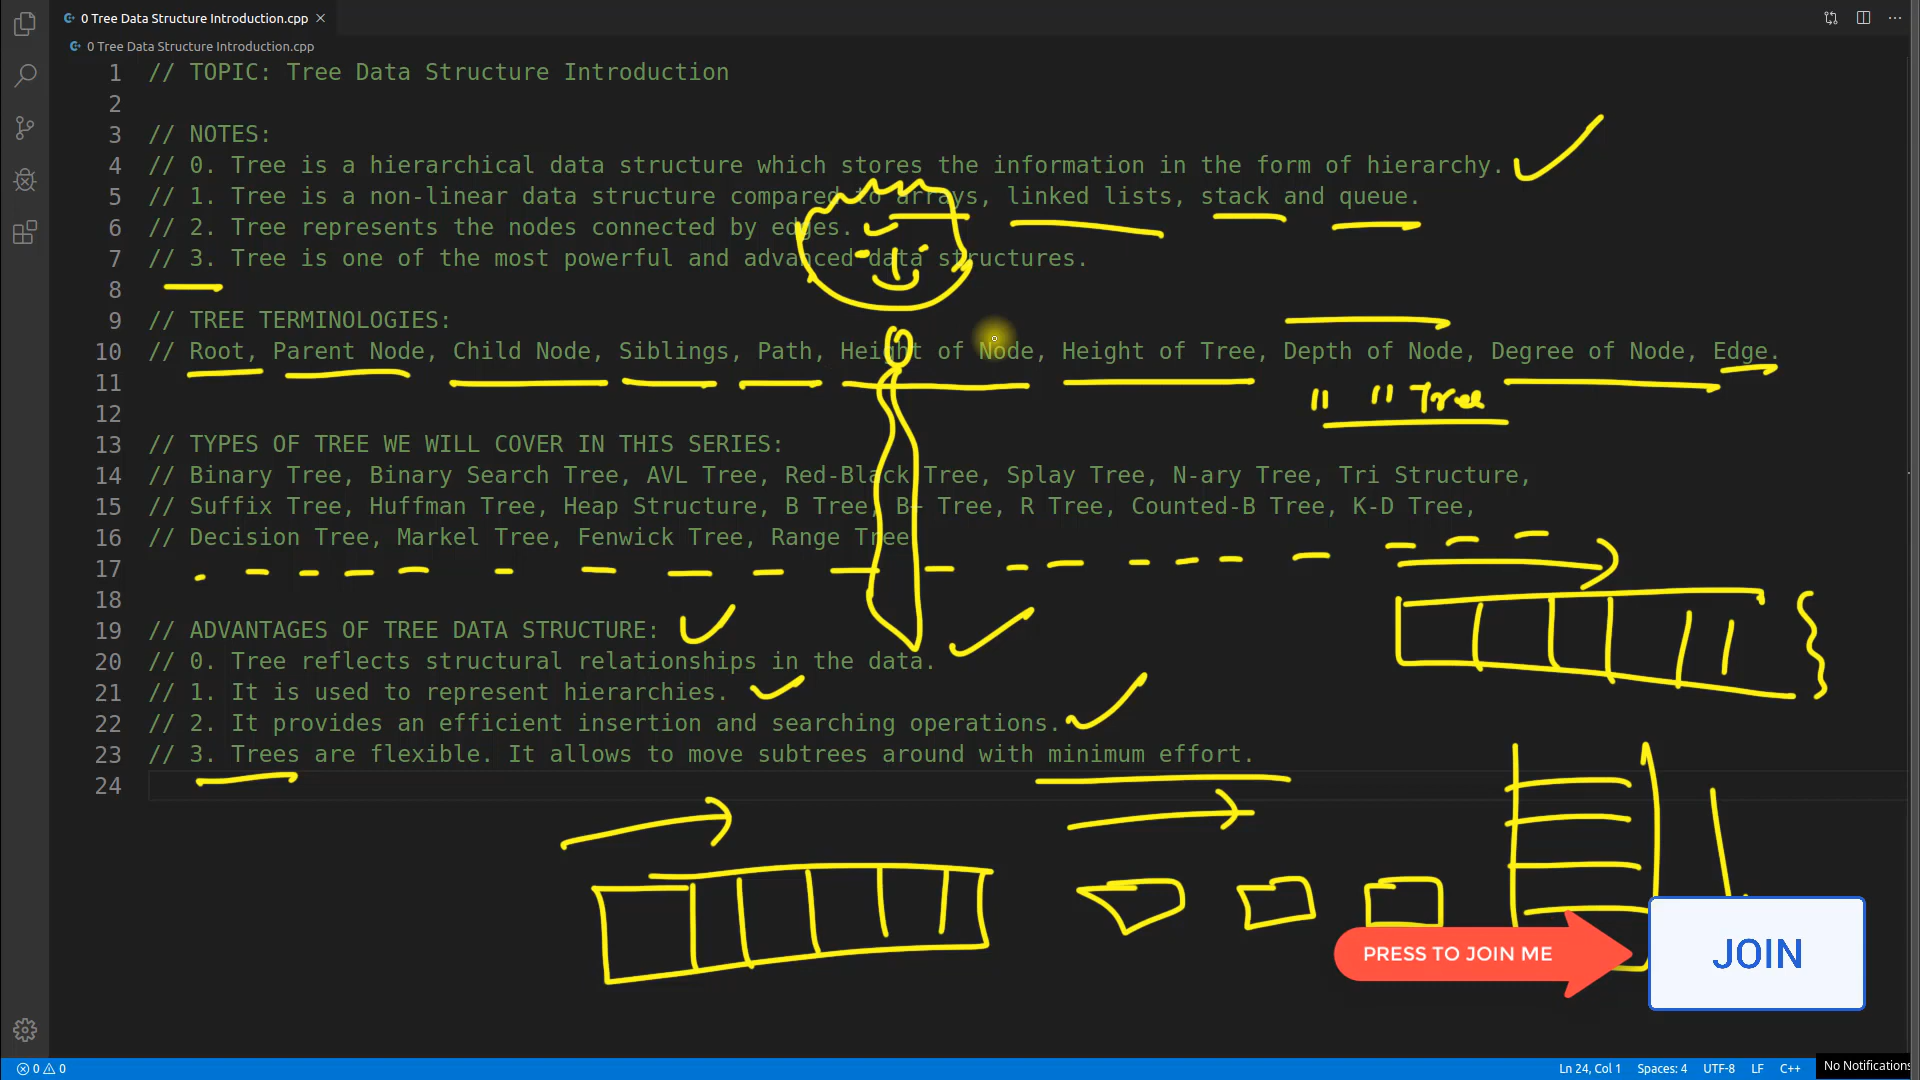 0 Tree Data Structure Introduction.cpp
0 Tree Data Structure Introduction.cpp
1 // TOPIC: Tree Data Structure Introduction
2
3 // NOTES:
4 // 0. Tree is a hierarchical data structure which stores the information in the form of hierarchy.
5 // 1. Tree is a non-linear data structure compared to arrays, linked lists, stack and queue.
6 // 2. Tree represents the nodes connected by edges.
7 // 3. Tree is one of the most powerful and advanced data structures.
8
9 // TREE TERMINOLOGIES:
10 // Root, Parent Node, Child Node, Siblings, Path, Height of Node, Height of Tree, Depth of Node, Degree of Node, Edge.
11
" " Tree
12
13 // TYPES OF TREE WE WILL COVER IN THIS SERIES:
14 // Binary Tree, Binary Search Tree, AVL Tree, Red-Black Tree, Splay Tree, N-ary Tree, Tri Structure,
15 // Suffix Tree, Huffman Tree, Heap Structure, B Tree, B+ Tree, R Tree, Counted-B Tree, K-D Tree,
16 // Decision Tree, Markel Tree, Fenwick Tree, Range Tree
17
18
19 // ADVANTAGES OF TREE DATA STRUCTURE:
20 // 0. Tree reflects structural relationships in the data.
21 // 1. It is used to represent hierarchies.
22 // 2. It provides an efficient insertion and searching operations.
23 // 3. Trees are flexible. It allows to move subtrees around with minimum effort.
24
PRESS TO JOIN ME
JOIN
0 0 Ln 24, Col 1 Spaces: 4 UTF-8 LF C++ No Notifications